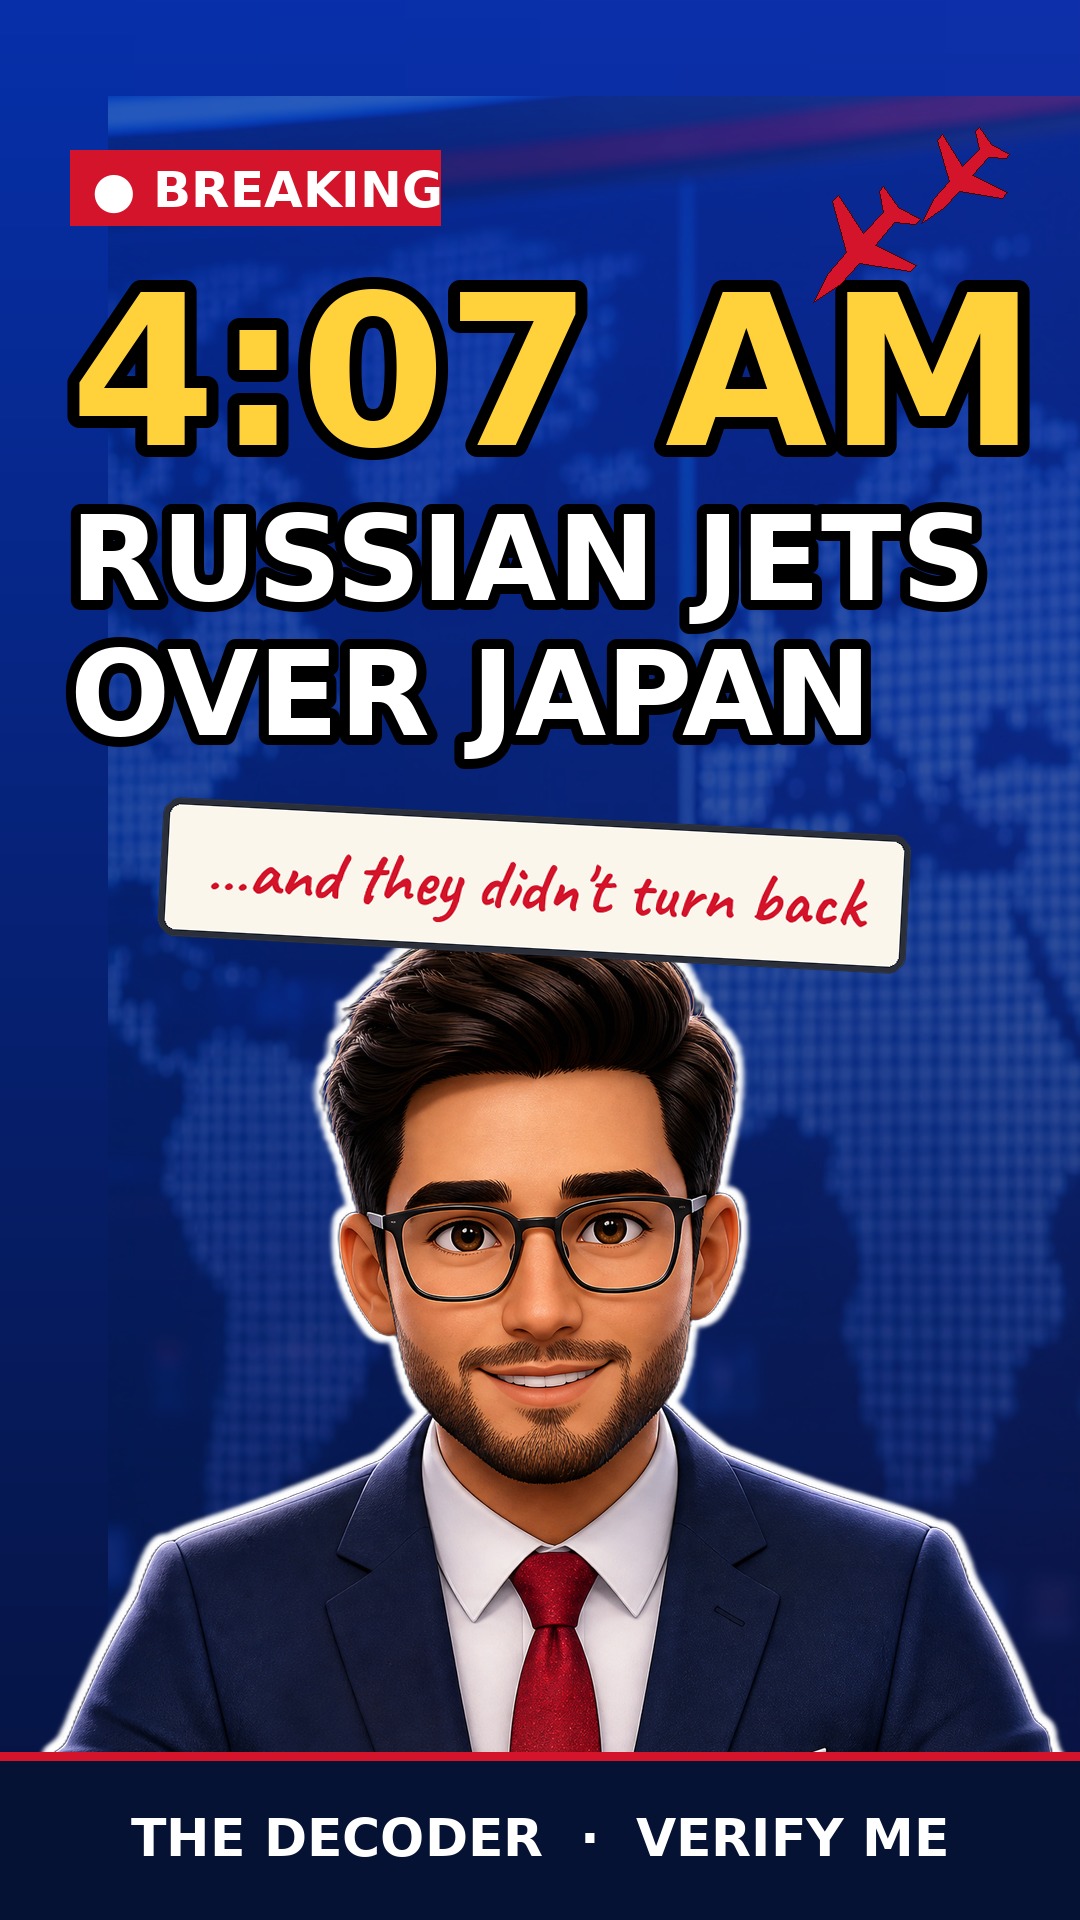 ● BREAKING
4:07 AM
RUSSIAN JETS
OVER JAPAN
...and they didn't turn back
THE DECODER · VERIFY ME